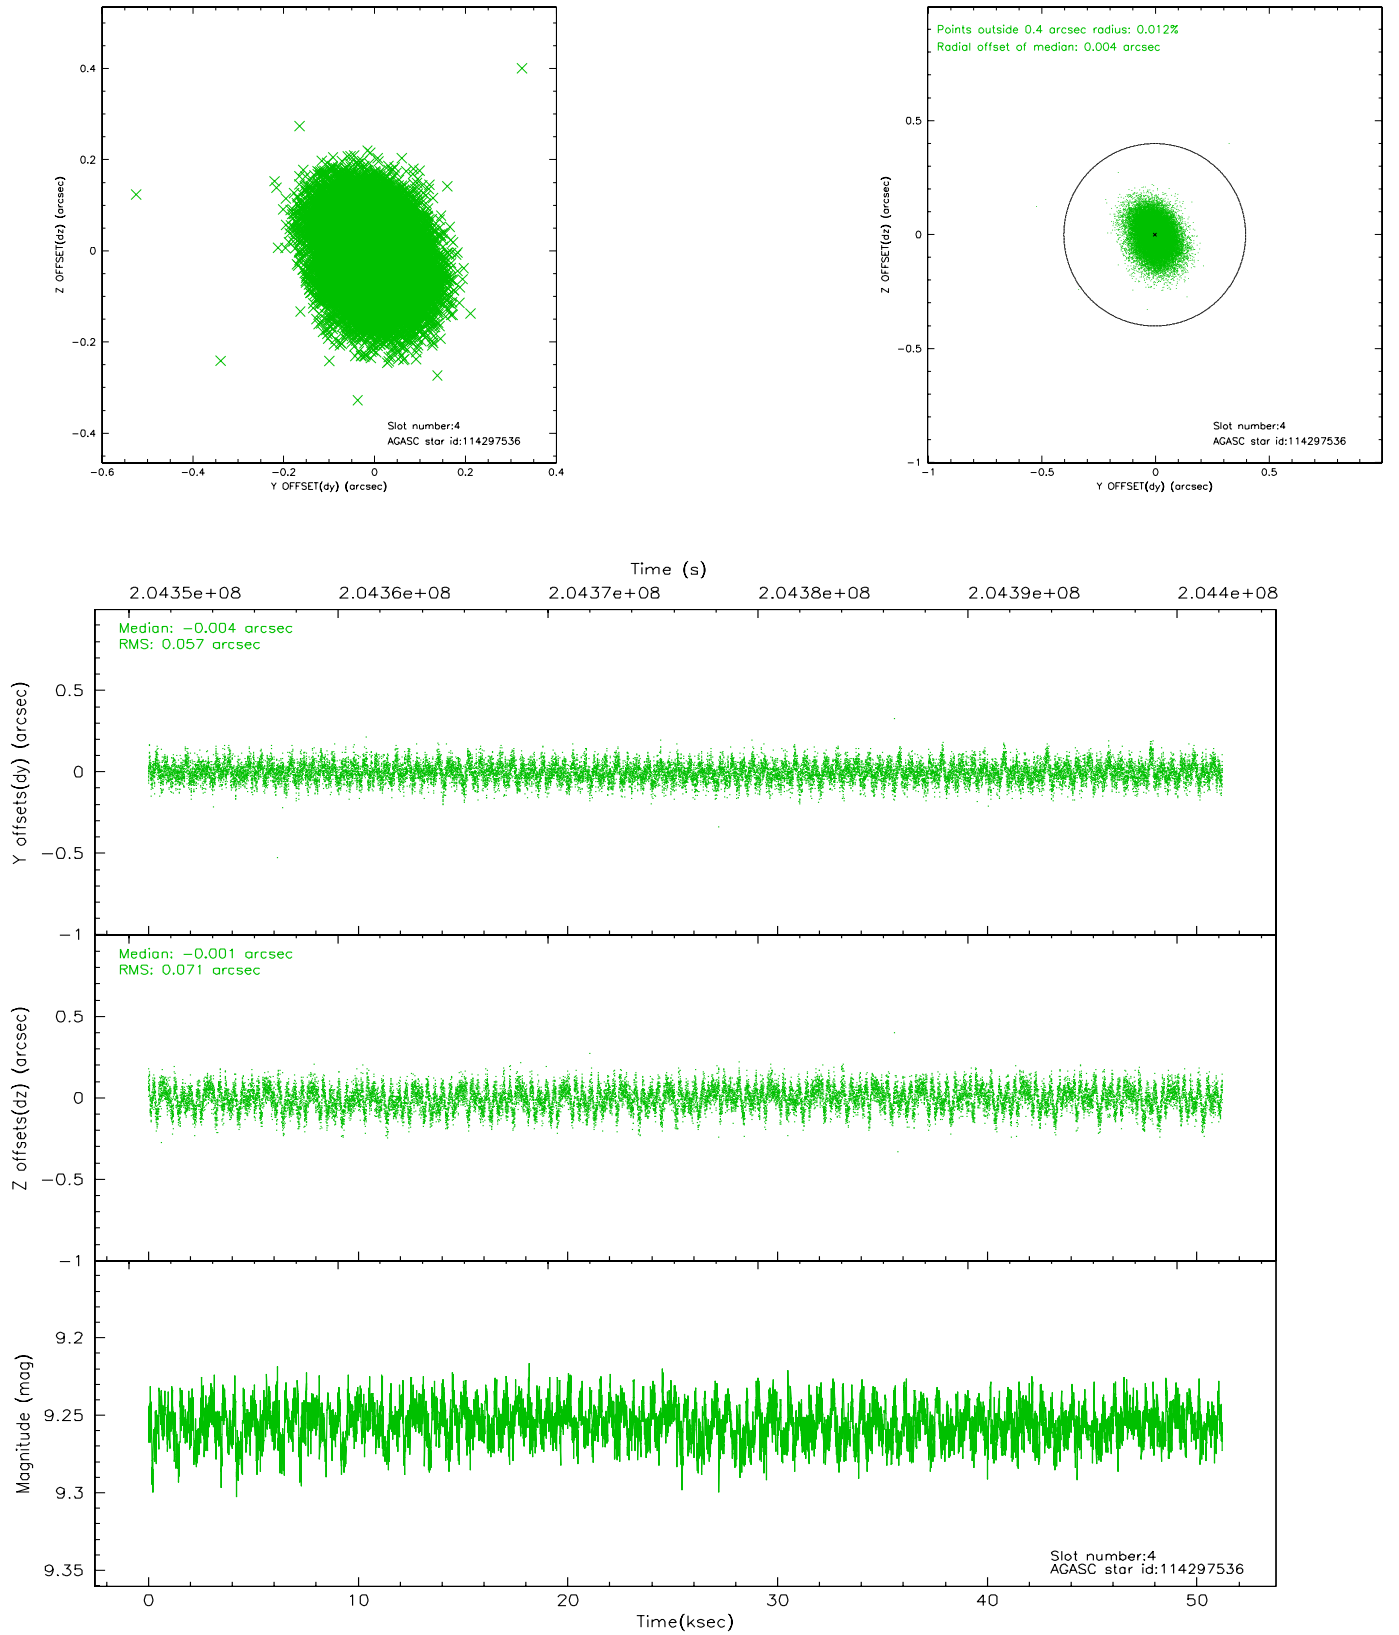 0.4
0.2
0
-0.2
-0.4
Z OFFSET(dz) (arcsec)
Slot number:4
AGASC star id:114297536
-0.6 -0.4 -0.2 0 0.2 0.4
Y OFFSET(dy) (arcsec)
Points outside 0.4 arcsec radius: 0.012%
Radial offset of median: 0.004 arcsec
0.5
0
-0.5
-1
Z OFFSET(dz) (arcsec)
Slot number:4
AGASC star id:114297536
-1 -0.5 0 0.5
Y OFFSET(dy) (arcsec)
Time (s)
2.0435e+08 2.0436e+08 2.0437e+08 2.0438e+08 2.0439e+08 2.044e+08
Median: -0.004 arcsec
RMS: 0.057 arcsec
0.5
0
-0.5
-1
Y offsets(dy) (arcsec)
Median: -0.001 arcsec
RMS: 0.071 arcsec
0.5
0
-0.5
-1
Z offsets(dz) (arcsec)
9.2
9.25
9.3
9.35
Magnitude (mag)
Slot number:4
AGASC star id:114297536
0 10 20 30 40 50
Time(ksec)